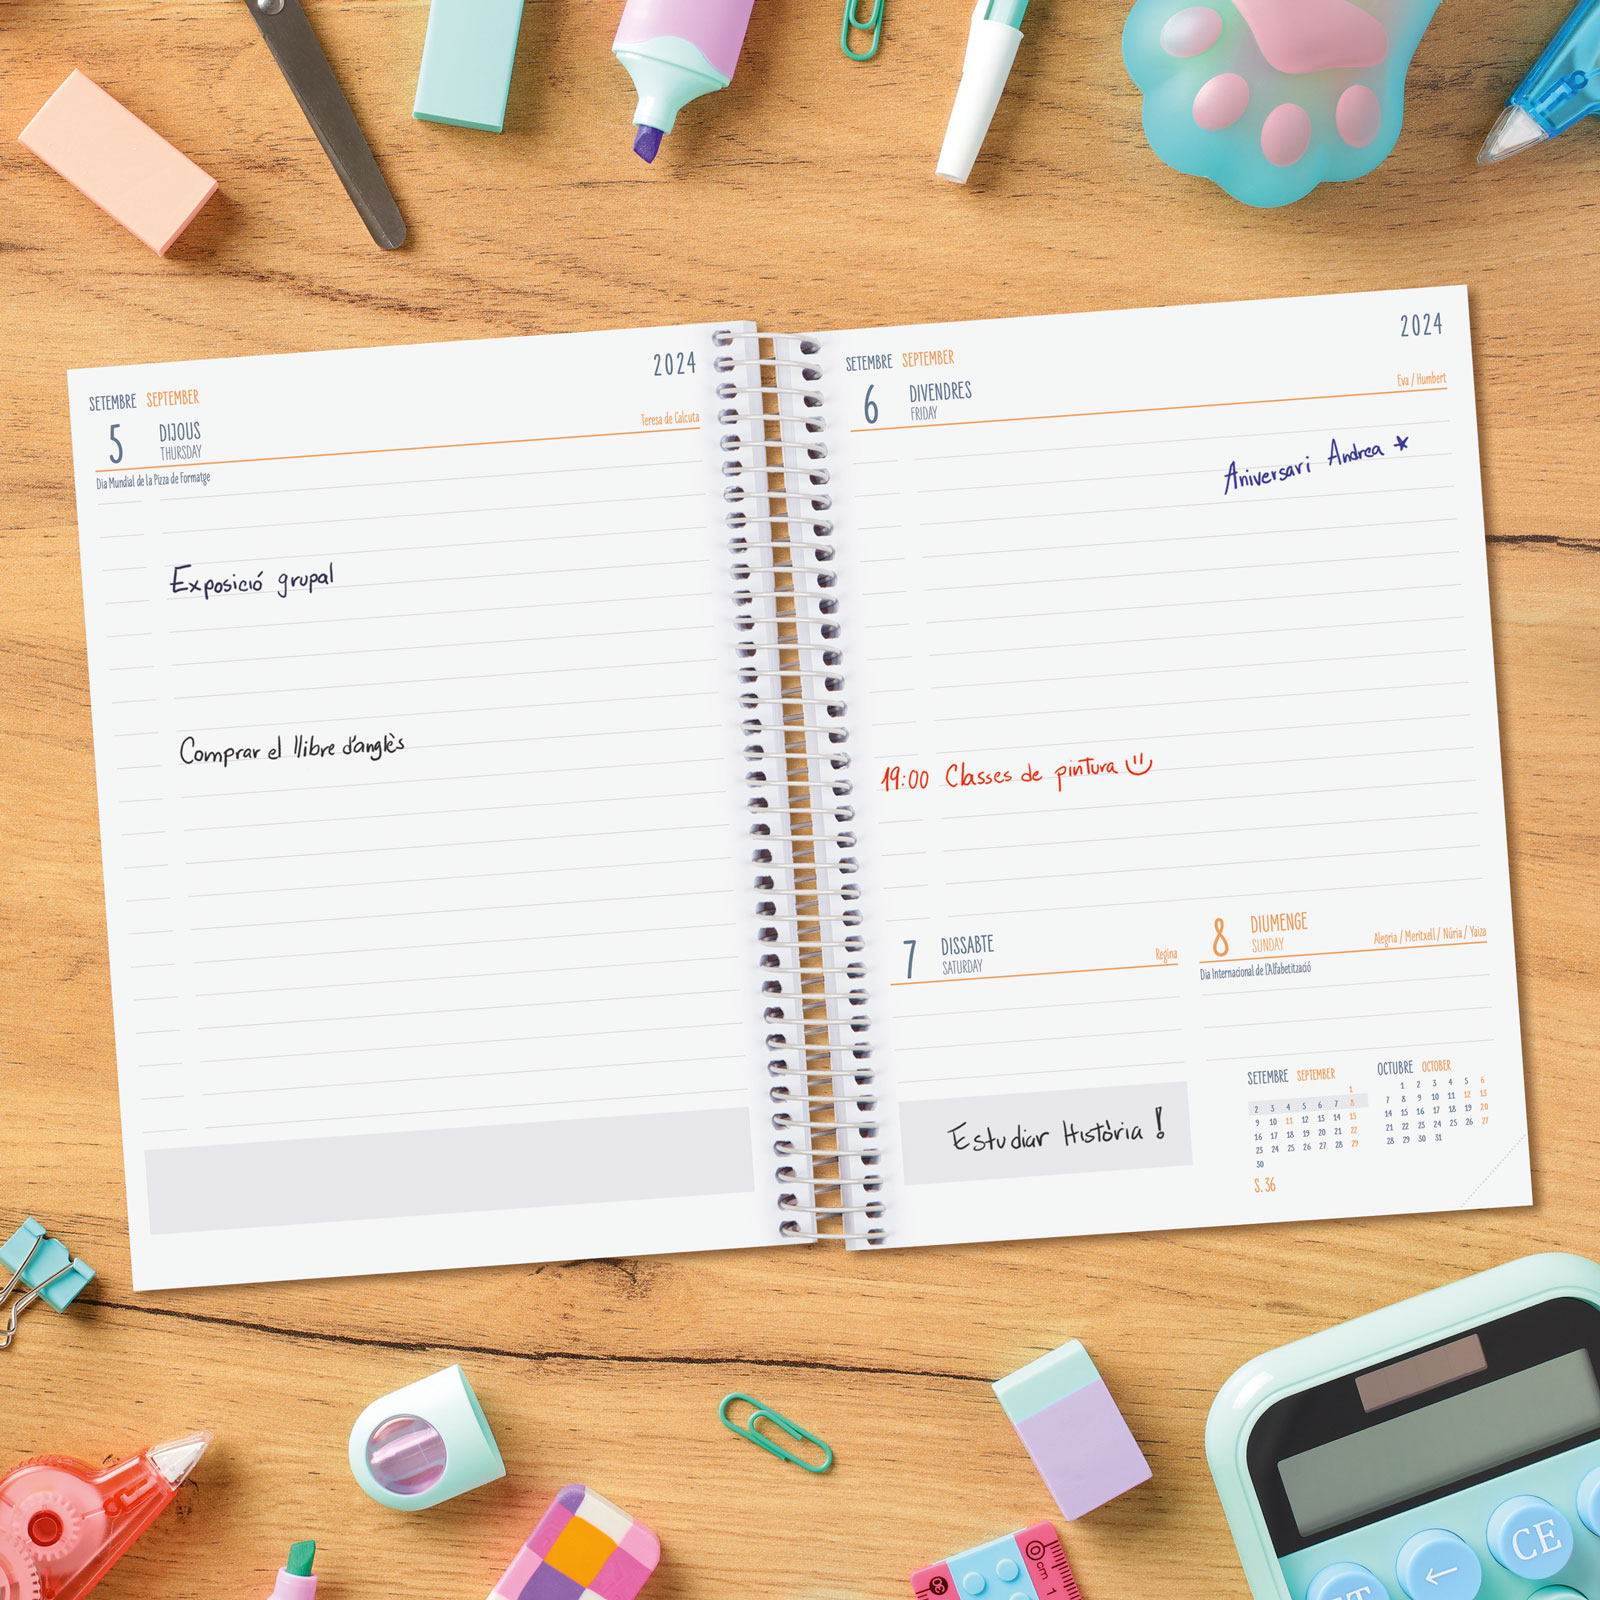 2024
SETEMBRE SEPTEMBER
5 DIJOUS
THURSDAY
Teresa de Calcuta
Dia Mundial de la Pizza de Formatge
Exposició grupal
Comprar el llibre d'anglès
2024
SETEMBRE SEPTEMBER
6 DIVENDRES
FRIDAY
Eva / Humbert
Aniversari Andrea
19:00 Classes de pintura
7 DISSABTE
SATURDAY
Regina
8 DIUMENGE
SUNDAY
Alegria / Meritxell / Núria / Yaiza
Dia Internacional de l'Alfabetització
Estudiar Història !
SETEMBRE SEPTEMBER
1
2 3 4 5 6 7 8
9 10 11 12 13 14 15
16 17 18 19 20 21 22
23 24 25 26 27 28 29
30
S. 36
OCTUBRE OCTOBER
1 2 3 4 5 6
7 8 9 10 11 12 13
14 15 16 17 18 19 20
21 22 23 24 25 26 27
28 29 30 31
CE
←
0 cm 1